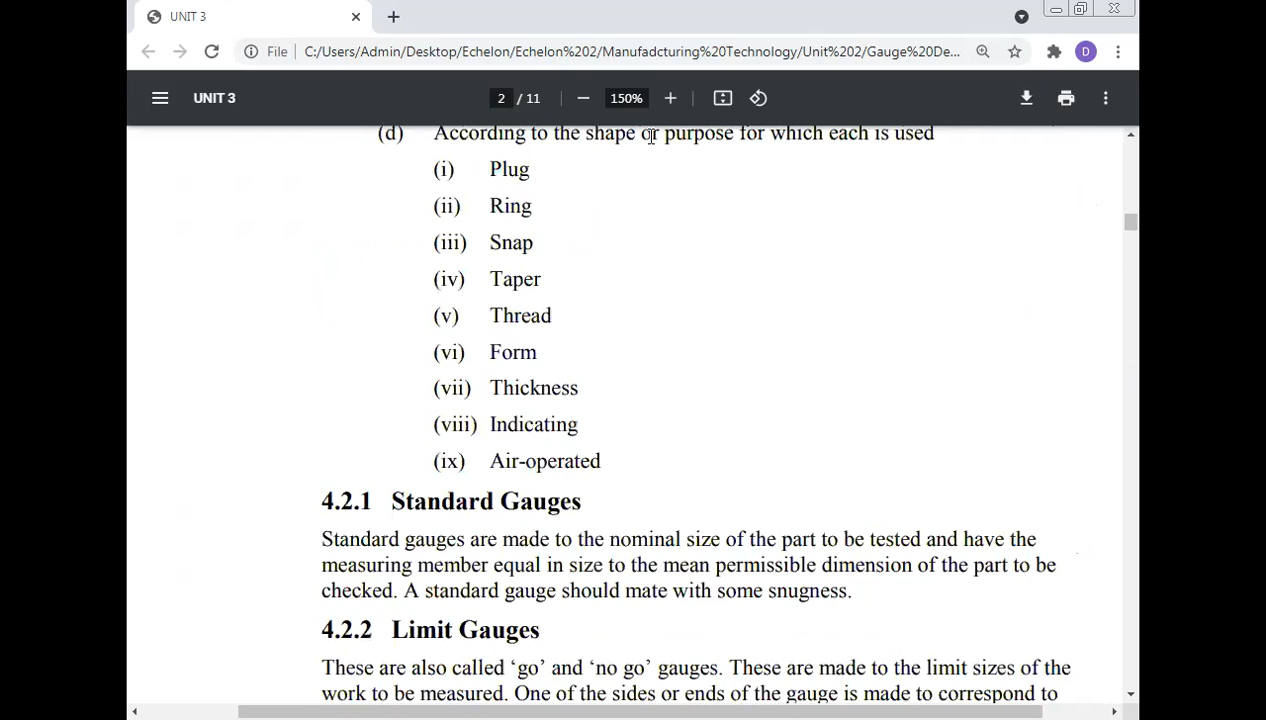 UNIT 3
File C:/Users/Admin/Desktop/Echelon/Echelon%202/Manufadcturing%20Technology/Unit%202/Gauge%20De...
D
UNIT 3 2 / 11 150%
(d) According to the shape or purpose for which each is used
(i) Plug
(ii) Ring
(iii) Snap
(iv) Taper
(v) Thread
(vi) Form
(vii) Thickness
(viii) Indicating
(ix) Air-operated
4.2.1 Standard Gauges
Standard gauges are made to the nominal size of the part to be tested and have the
measuring member equal in size to the mean permissible dimension of the part to be
checked. A standard gauge should mate with some snugness.
4.2.2 Limit Gauges
These are also called ‘go’ and ‘no go’ gauges. These are made to the limit sizes of the
work to be measured. One of the sides or ends of the gauge is made to correspond to